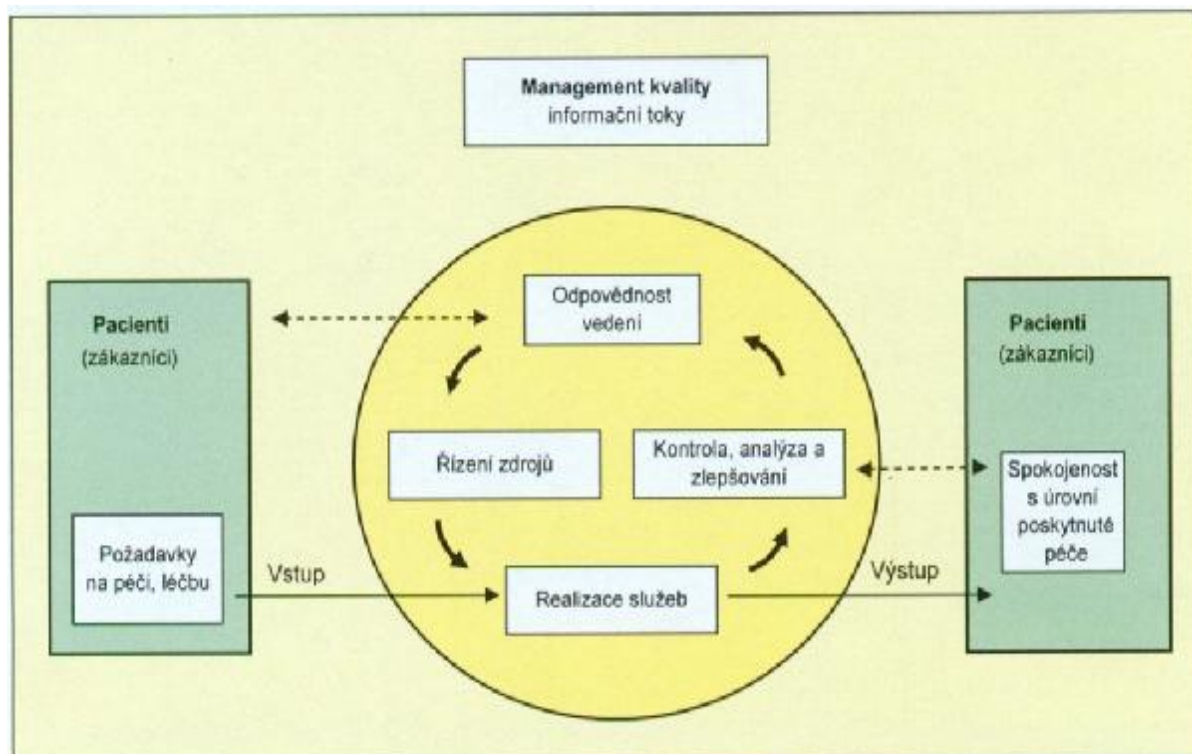 Management kvality
informační toky
Odpovědnost
vedení
Pacienti
(zákazníci)
Pacienti
(zákazníci)
Řízení zdrojů
Kontrola, analýza a
zlepšování
Spokojenost
s úrovní
poskytnuté
péče
Požadavky
na péči, léčbu
Vstup
Realizace služeb
Výstup